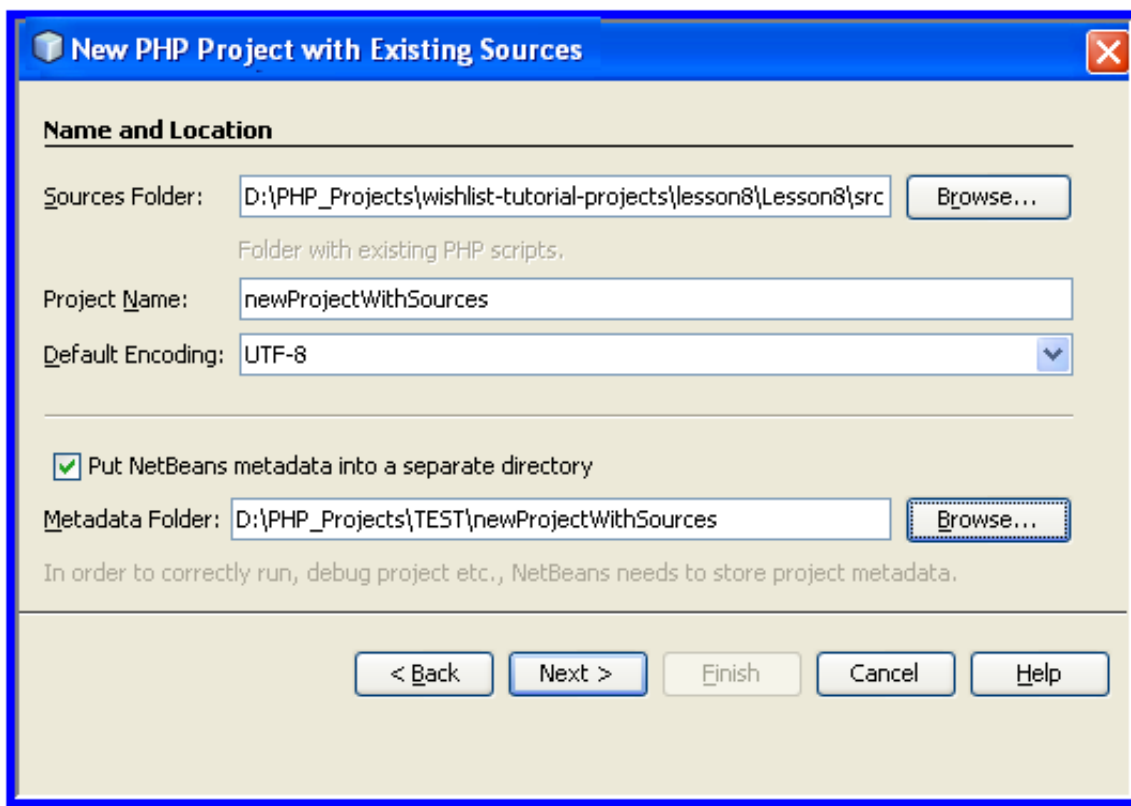 New PHP Project with Existing Sources
Name and Location
Sources Folder: D:\PHP_Projects\wishlist-tutorial-projects\lesson8\Lesson8\src Browse...
Folder with existing PHP scripts.
Project Name: newProjectWithSources
Default Encoding: UTF-8
Put NetBeans metadata into a separate directory
Metadata Folder: D:\PHP_Projects\TEST\newProjectWithSources Browse...
In order to correctly run, debug project etc., NetBeans needs to store project metadata.
< Back Next > Finish Cancel Help